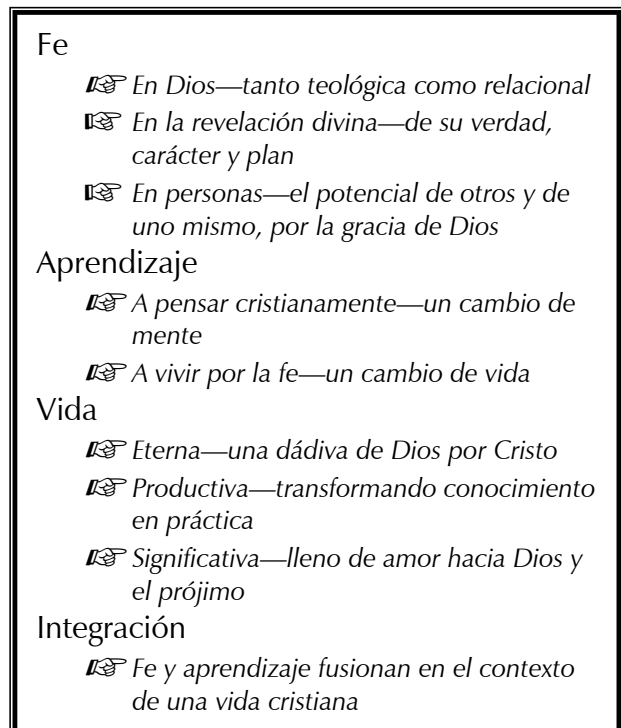 Fe
☞ En Dios—tanto teológica como relacional
☞ En la revelación divina—de su verdad,
carácter y plan
☞ En personas—el potencial de otros y de
uno mismo, por la gracia de Dios
Aprendizaje
☞ A pensar cristianamente—un cambio de
mente
☞ A vivir por la fe—un cambio de vida
Vida
☞ Eterna—una dádiva de Dios por Cristo
☞ Productiva—transformando conocimiento
en práctica
☞ Significativa—lleno de amor hacia Dios y
el prójimo
Integración
☞ Fe y aprendizaje fusionan en el contexto
de una vida cristiana